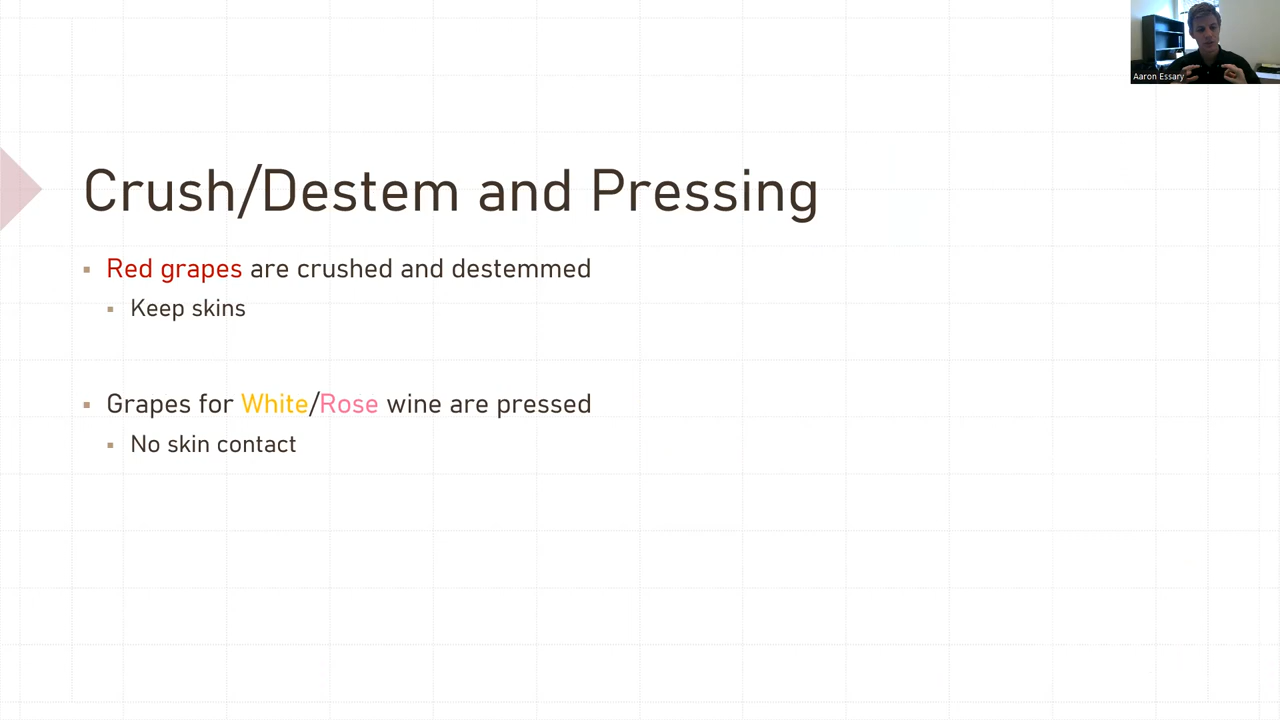 Aaron Essary
Crush/Destem and Pressing
Red grapes are crushed and destemmed
Keep skins
Grapes for White/Rose wine are pressed
No skin contact